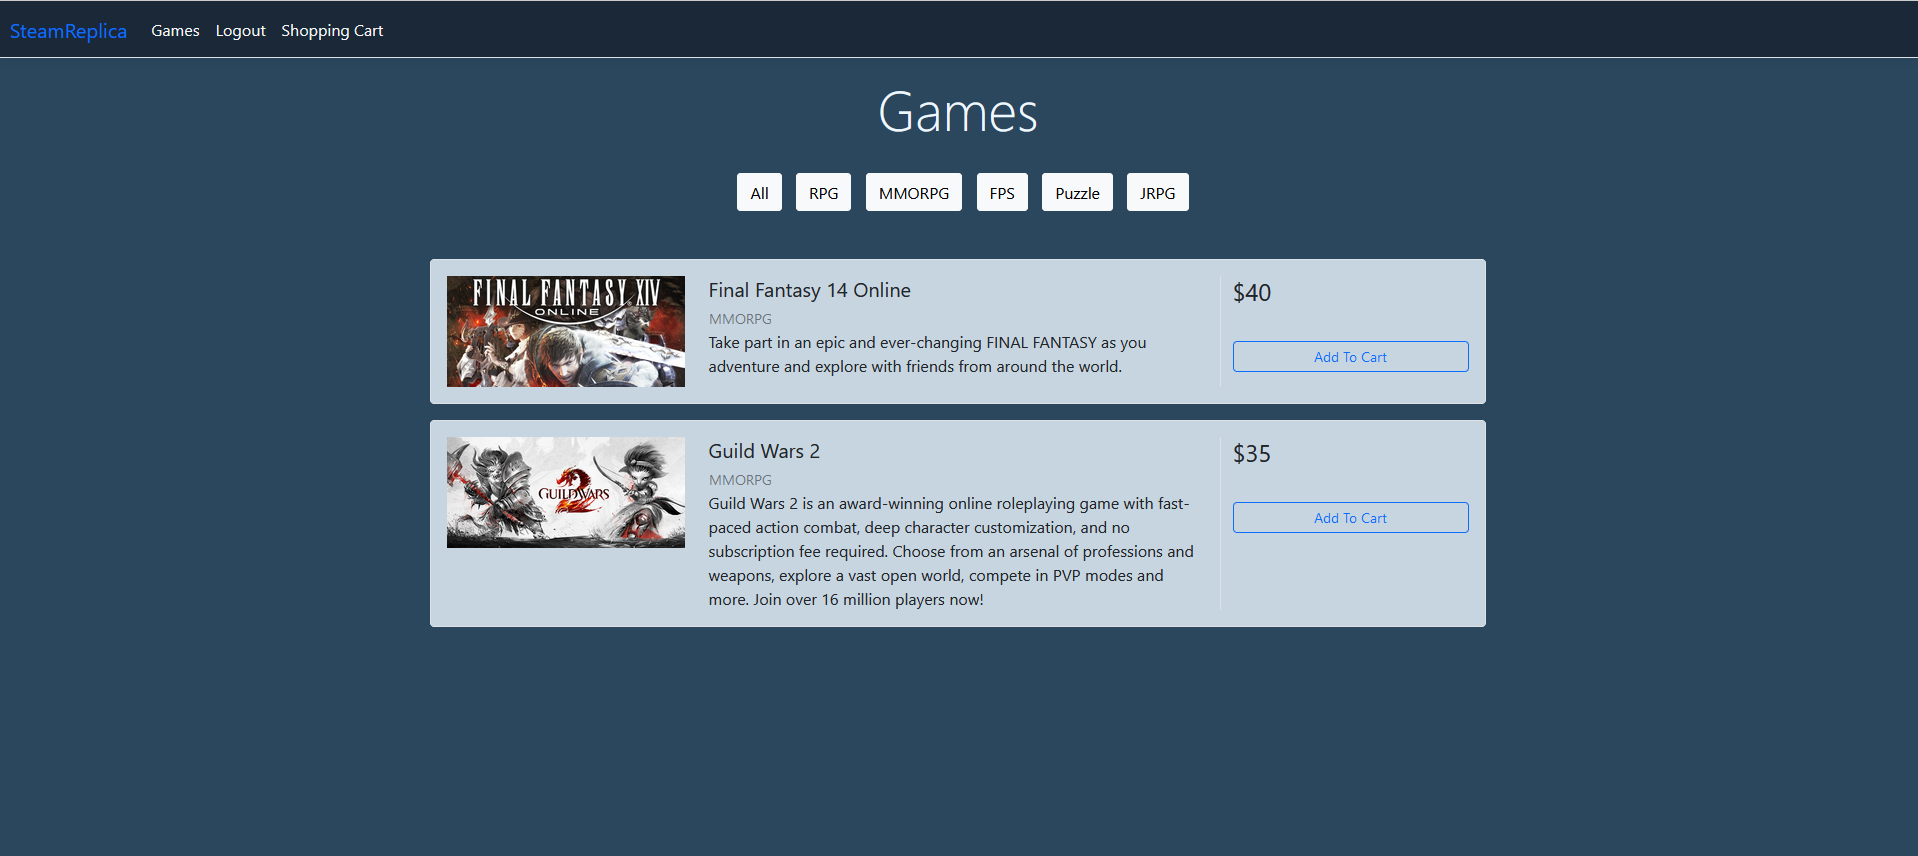 SteamReplica Games Logout Shopping Cart
Games
All RPG MMORPG FPS Puzzle JRPG
FINAL FANTASY XIV
ONLINE
Final Fantasy 14 Online
MMORPG
Take part in an epic and ever-changing FINAL FANTASY as you
adventure and explore with friends from around the world.
$40
Add To Cart
GUILD WARS
2
Guild Wars 2
MMORPG
Guild Wars 2 is an award-winning online roleplaying game with fast-
paced action combat, deep character customization, and no
subscription fee required. Choose from an arsenal of professions and
weapons, explore a vast open world, compete in PVP modes and
more. Join over 16 million players now!
$35
Add To Cart